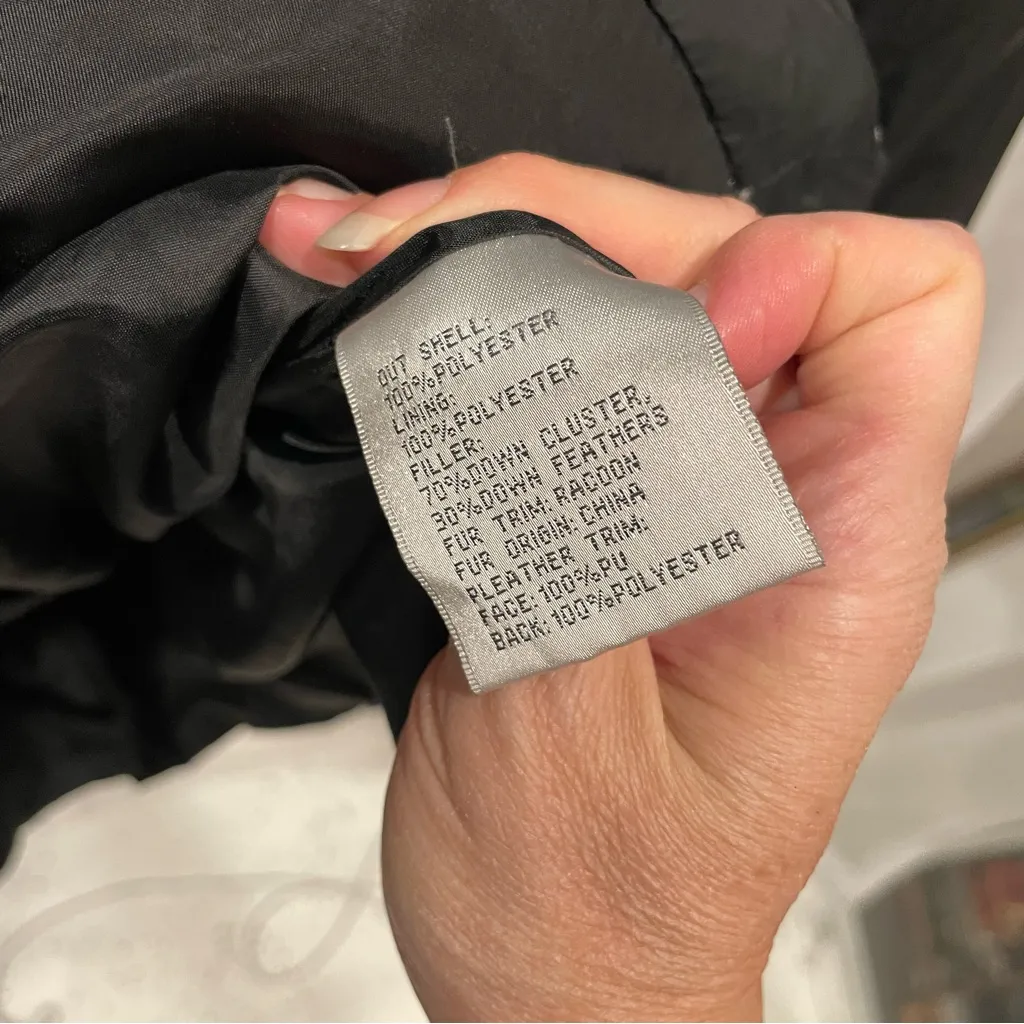 OUT SHELL:
100%POLYESTER
LINING:
100%POLYESTER
FILLER:
70%DOWN CLUSTER,
30%DOWN FEATHERS
FUR TRIM:RACOON
FUR ORIGIN:CHINA
PLEATHER TRIM:
FACE:100%PU
BACK:100%POLYESTER